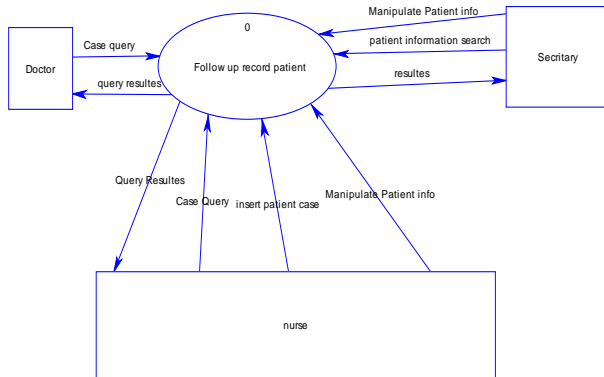 Manipulate Patient info
0
Case query
patient information search
Doctor
Follow up record patient
Secritary
resultes
query resultes
Query Resultes
Case Query
insert patient case
Manipulate Patient info
nurse